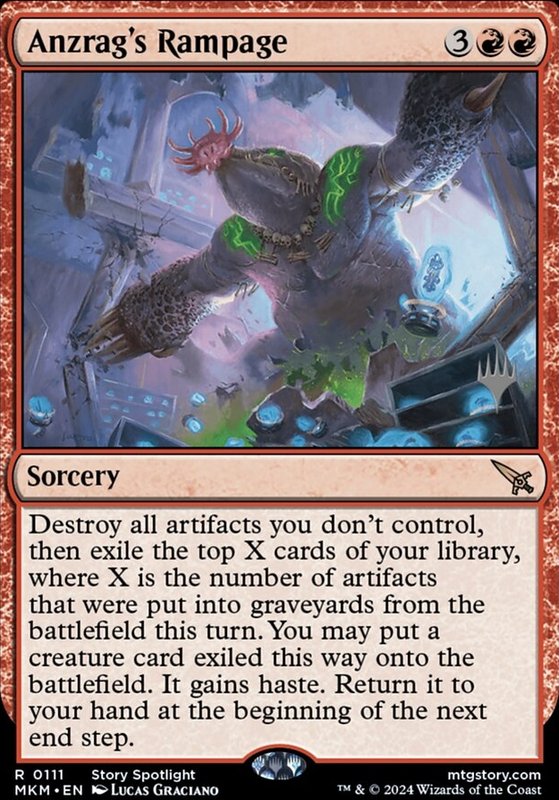 Anzrag's Rampage 3
Sorcery
Destroy all artifacts you don't control,
then exile the top X cards of your library,
where X is the number of artifacts
that were put into graveyards from the
battlefield this turn. You may put a
creature card exiled this way onto the
battlefield. It gains haste. Return it to
your hand at the beginning of the next
end step.
R 0111 Story Spotlight mtgstory.com
MKM • EN Lucas Graciano ™ & © 2024 Wizards of the Coast